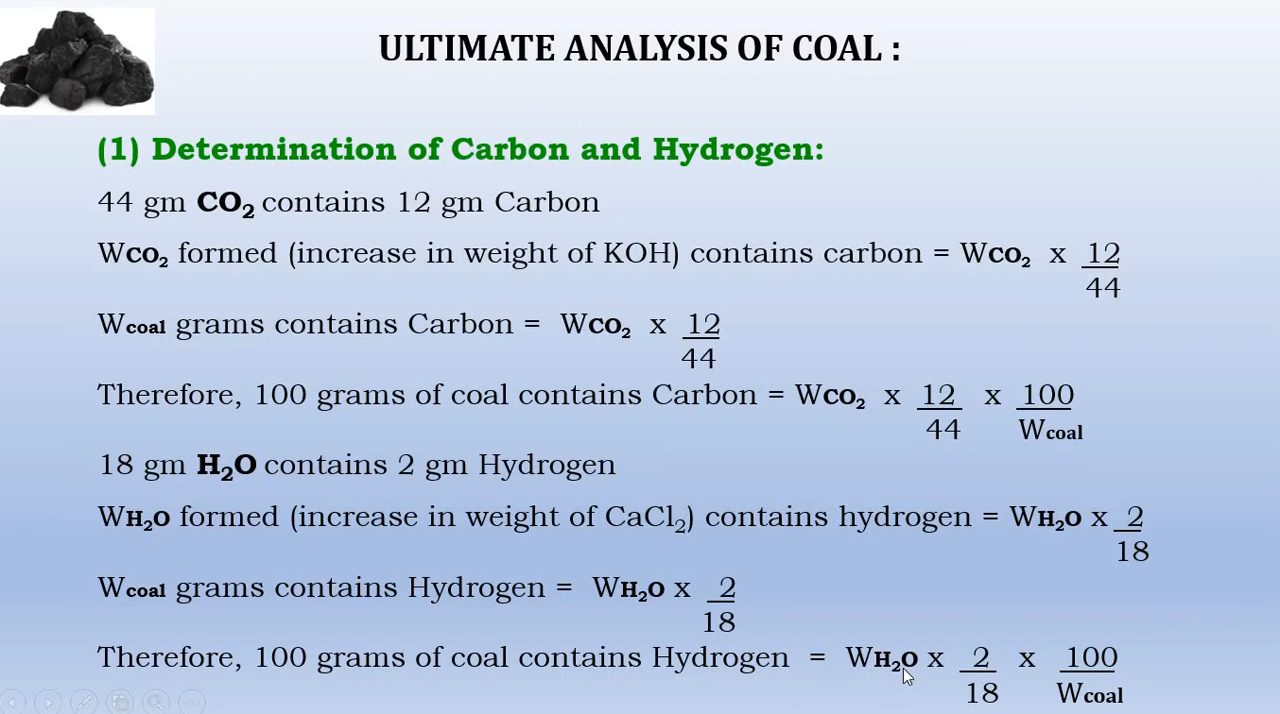 ULTIMATE ANALYSIS OF COAL :
(1) Determination of Carbon and Hydrogen:
44 gm CO₂ contains 12 gm Carbon
Wco₂ formed (increase in weight of KOH) contains carbon = Wco₂ x 12/44
Wcoal grams contains Carbon = Wco₂ x 12/44
Therefore, 100 grams of coal contains Carbon = Wco₂ x 12/44 x 100/Wcoal
18 gm H₂O contains 2 gm Hydrogen
WH₂O formed (increase in weight of CaCl₂) contains hydrogen = WH₂O x 2/18
Wcoal grams contains Hydrogen = WH₂O x 2/18
Therefore, 100 grams of coal contains Hydrogen = WH₂O x 2/18 x 100/Wcoal